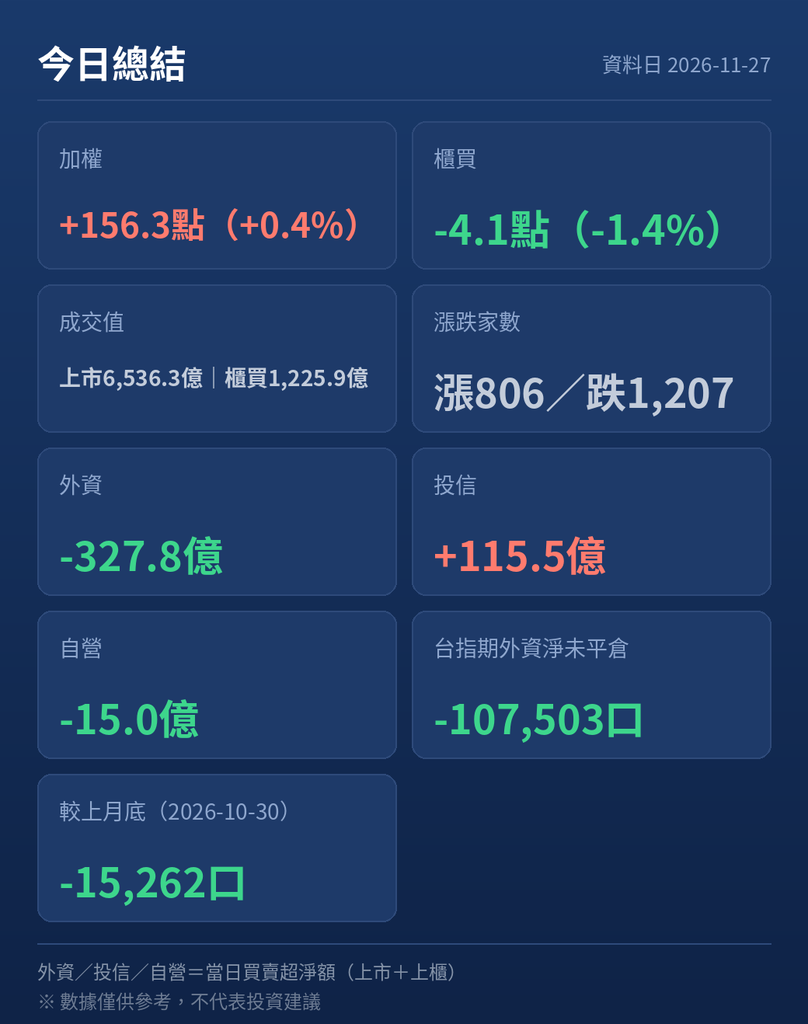 今日總結
資料日 2026-11-27
加權
+156.3點（+0.4%）
櫃買
-4.1點（-1.4%）
成交值
上市6,536.3億｜櫃買1,225.9億
漲跌家數
漲806／跌1,207
外資
-327.8億
投信
+115.5億
自營
-15.0億
台指期外資淨未平倉
-107,503口
較上月底（2026-10-30）
-15,262口
外資／投信／自營＝當日買賣超淨額（上市＋上櫃）
※ 數據僅供參考，不代表投資建議